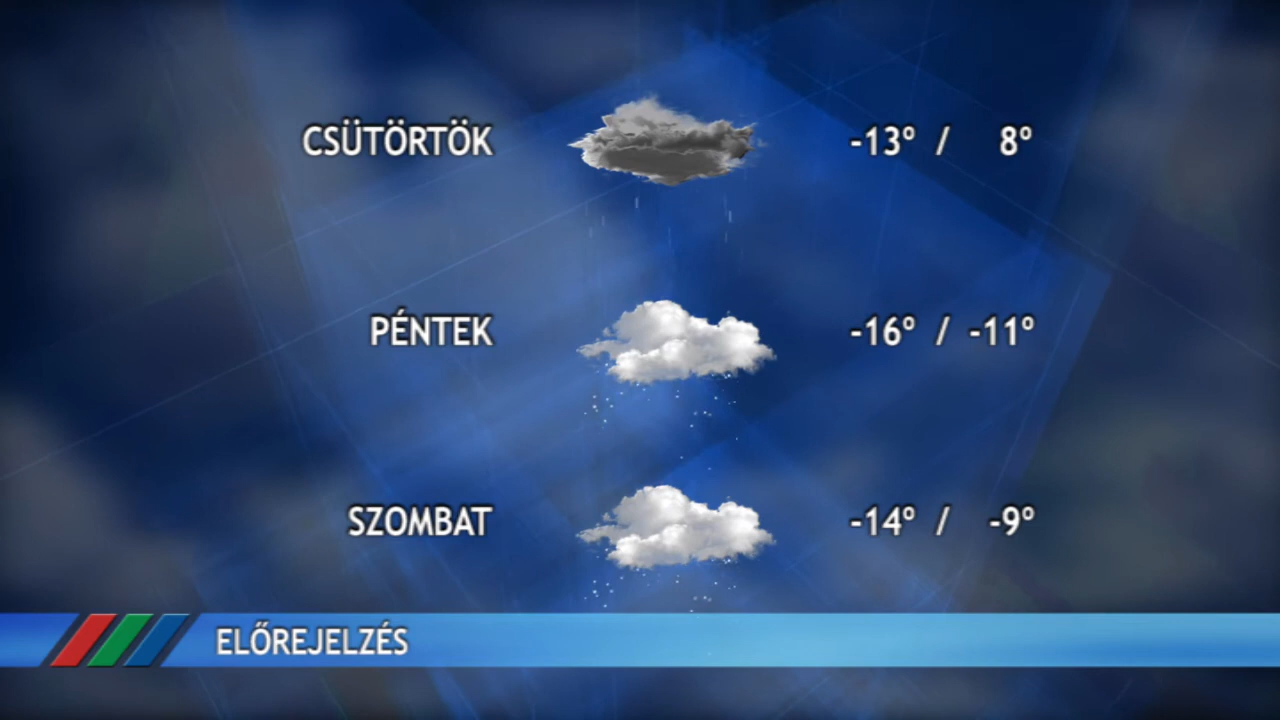 CSÜTÖRTÖK -13° / 8°
PÉNTEK -16° / -11°
SZOMBAT -14° / -9°
ELŐREJELZÉS